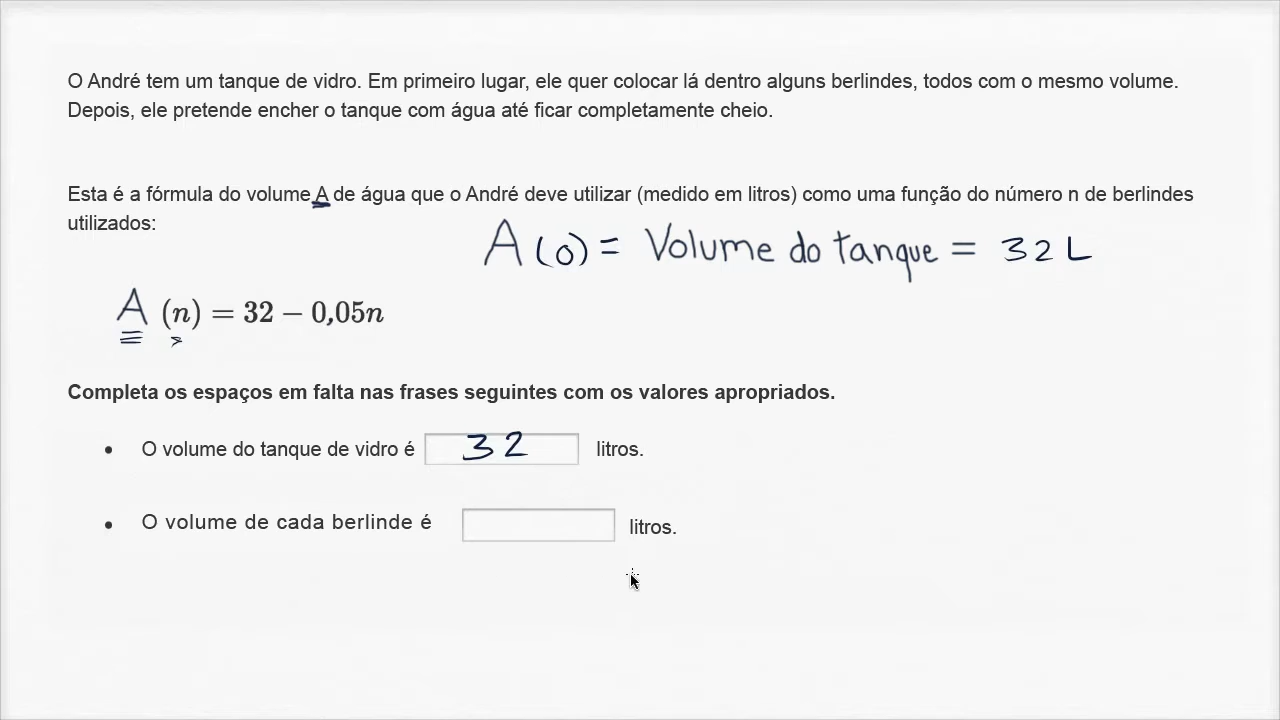 O André tem um tanque de vidro. Em primeiro lugar, ele quer colocar lá dentro alguns berlindes, todos com o mesmo volume.
Depois, ele pretende encher o tanque com água até ficar completamente cheio.
Esta é a fórmula do volume A de água que o André deve utilizar (medido em litros) como uma função do número n de berlindes
utilizados:
A(0) = Volume do tanque = 32 L
A (n) = 32 − 0,05n
Completa os espaços em falta nas frases seguintes com os valores apropriados.
• O volume do tanque de vidro é 32 litros.
• O volume de cada berlinde é litros.